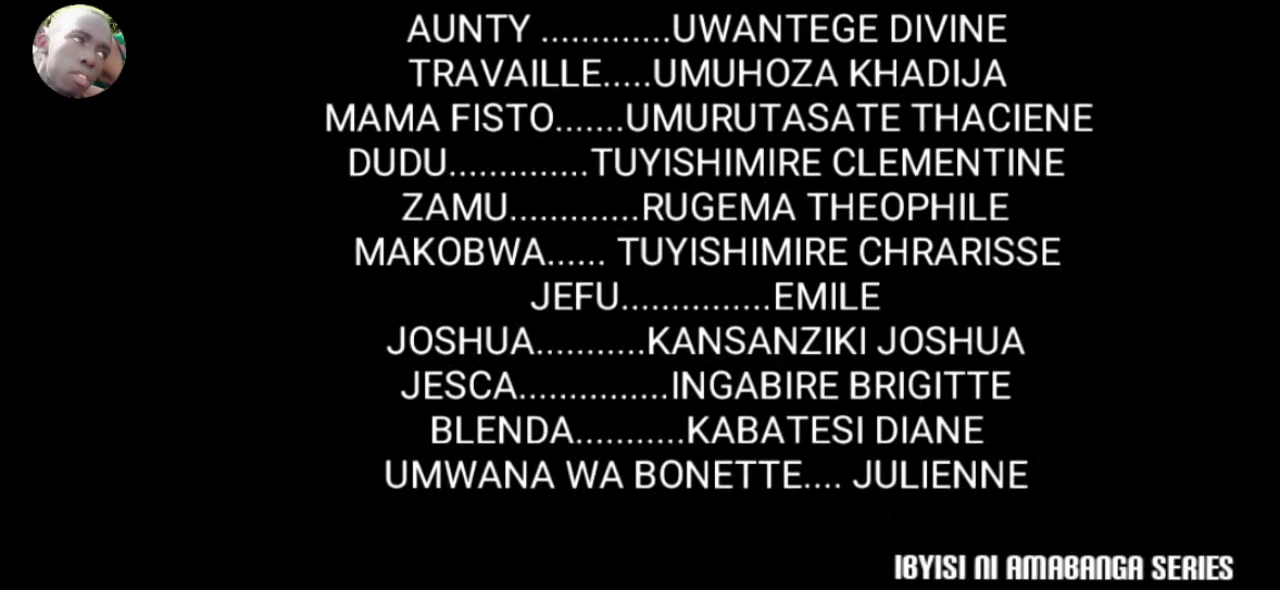 AUNTY .............UWANTEGE DIVINE
TRAVAILLE.....UMUHOZA KHADIJA
MAMA FISTO.......UMURUTASATE THACIENE
DUDU..............TUYISHIMIRE CLEMENTINE
ZAMU.............RUGEMA THEOPHILE
MAKOBWA...... TUYISHIMIRE CHRARISSE
JEFU...............EMILE
JOSHUA...........KANSANZIKI JOSHUA
JESCA...............INGABIRE BRIGITTE
BLENDA...........KABATESI DIANE
UMWANA WA BONETTE.... JULIENNE
IBYISI NI AMABANGA SERIES